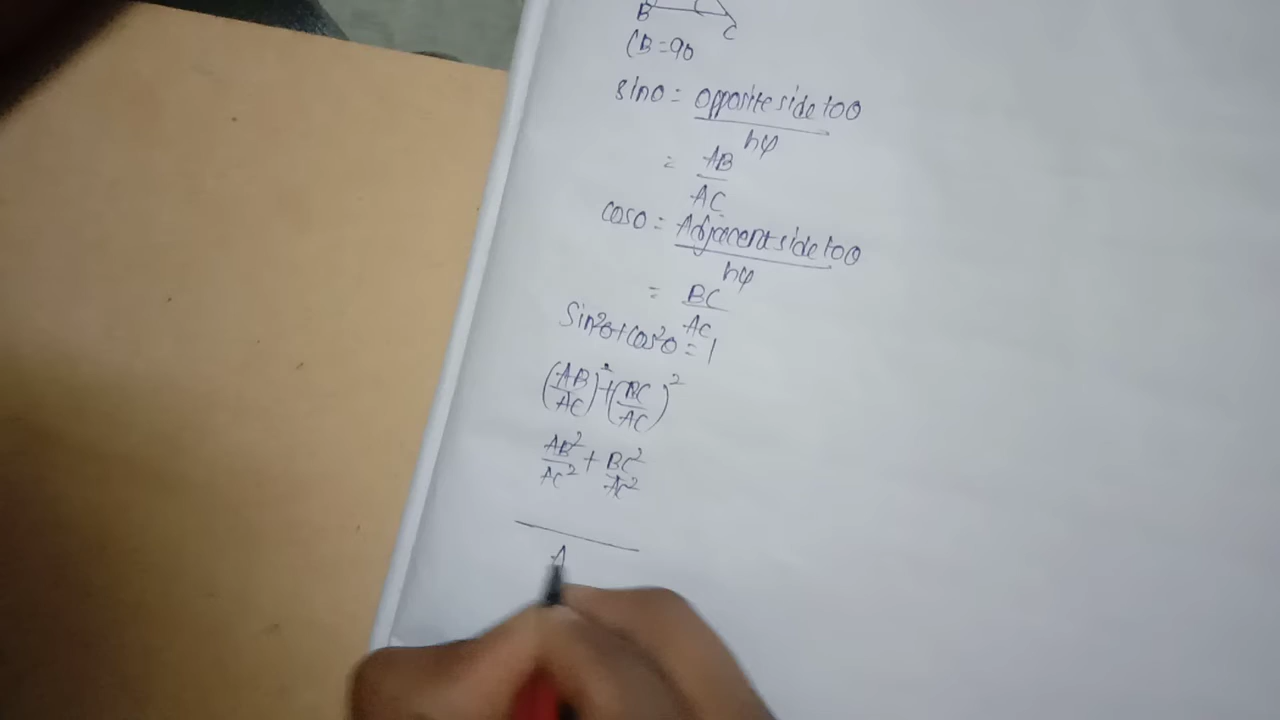 B C
∠B = 90
sinθ = opposite side to θ
hyp
= AB
AC
cosθ = Adjacent side to θ
hyp
= BC
AC
Sin²θ + cos²θ = 1
(AB/AC)² + (BC/AC)²
AB²/AC² + BC²/AC²
A